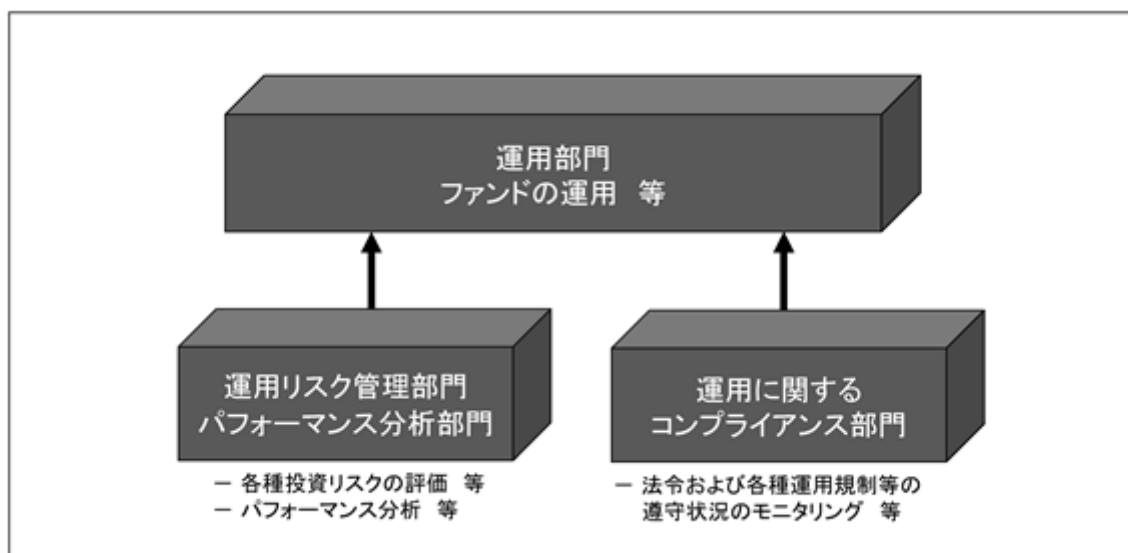 運用部門
ファンドの運用　等
運用リスク管理部門
パフォーマンス分析部門
－ 各種投資リスクの評価　等
－ パフォーマンス分析　等
運用に関する
コンプライアンス部門
－ 法令および各種運用規制等の
遵守状況のモニタリング　等